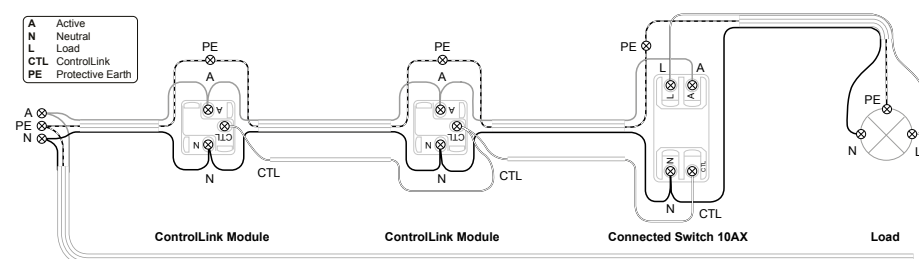 A Active
N Neutral
L Load
CTL ControlLink
PE Protective Earth
A
PE
N
PE
A
A
CTL
N
N
CTL
ControlLink Module
PE
A
A
CTL
N
N
CTL
ControlLink Module
PE
L A
L A
N CTL
N
CTL
Connected Switch 10AX
PE
N L
Load